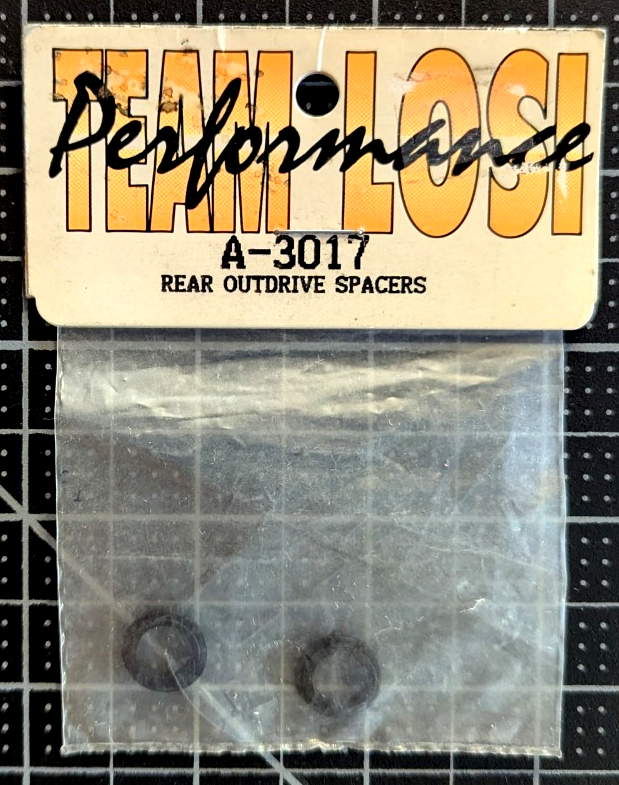 TEAM LOSI
Performance
A-3017
REAR OUTDRIVE SPACERS